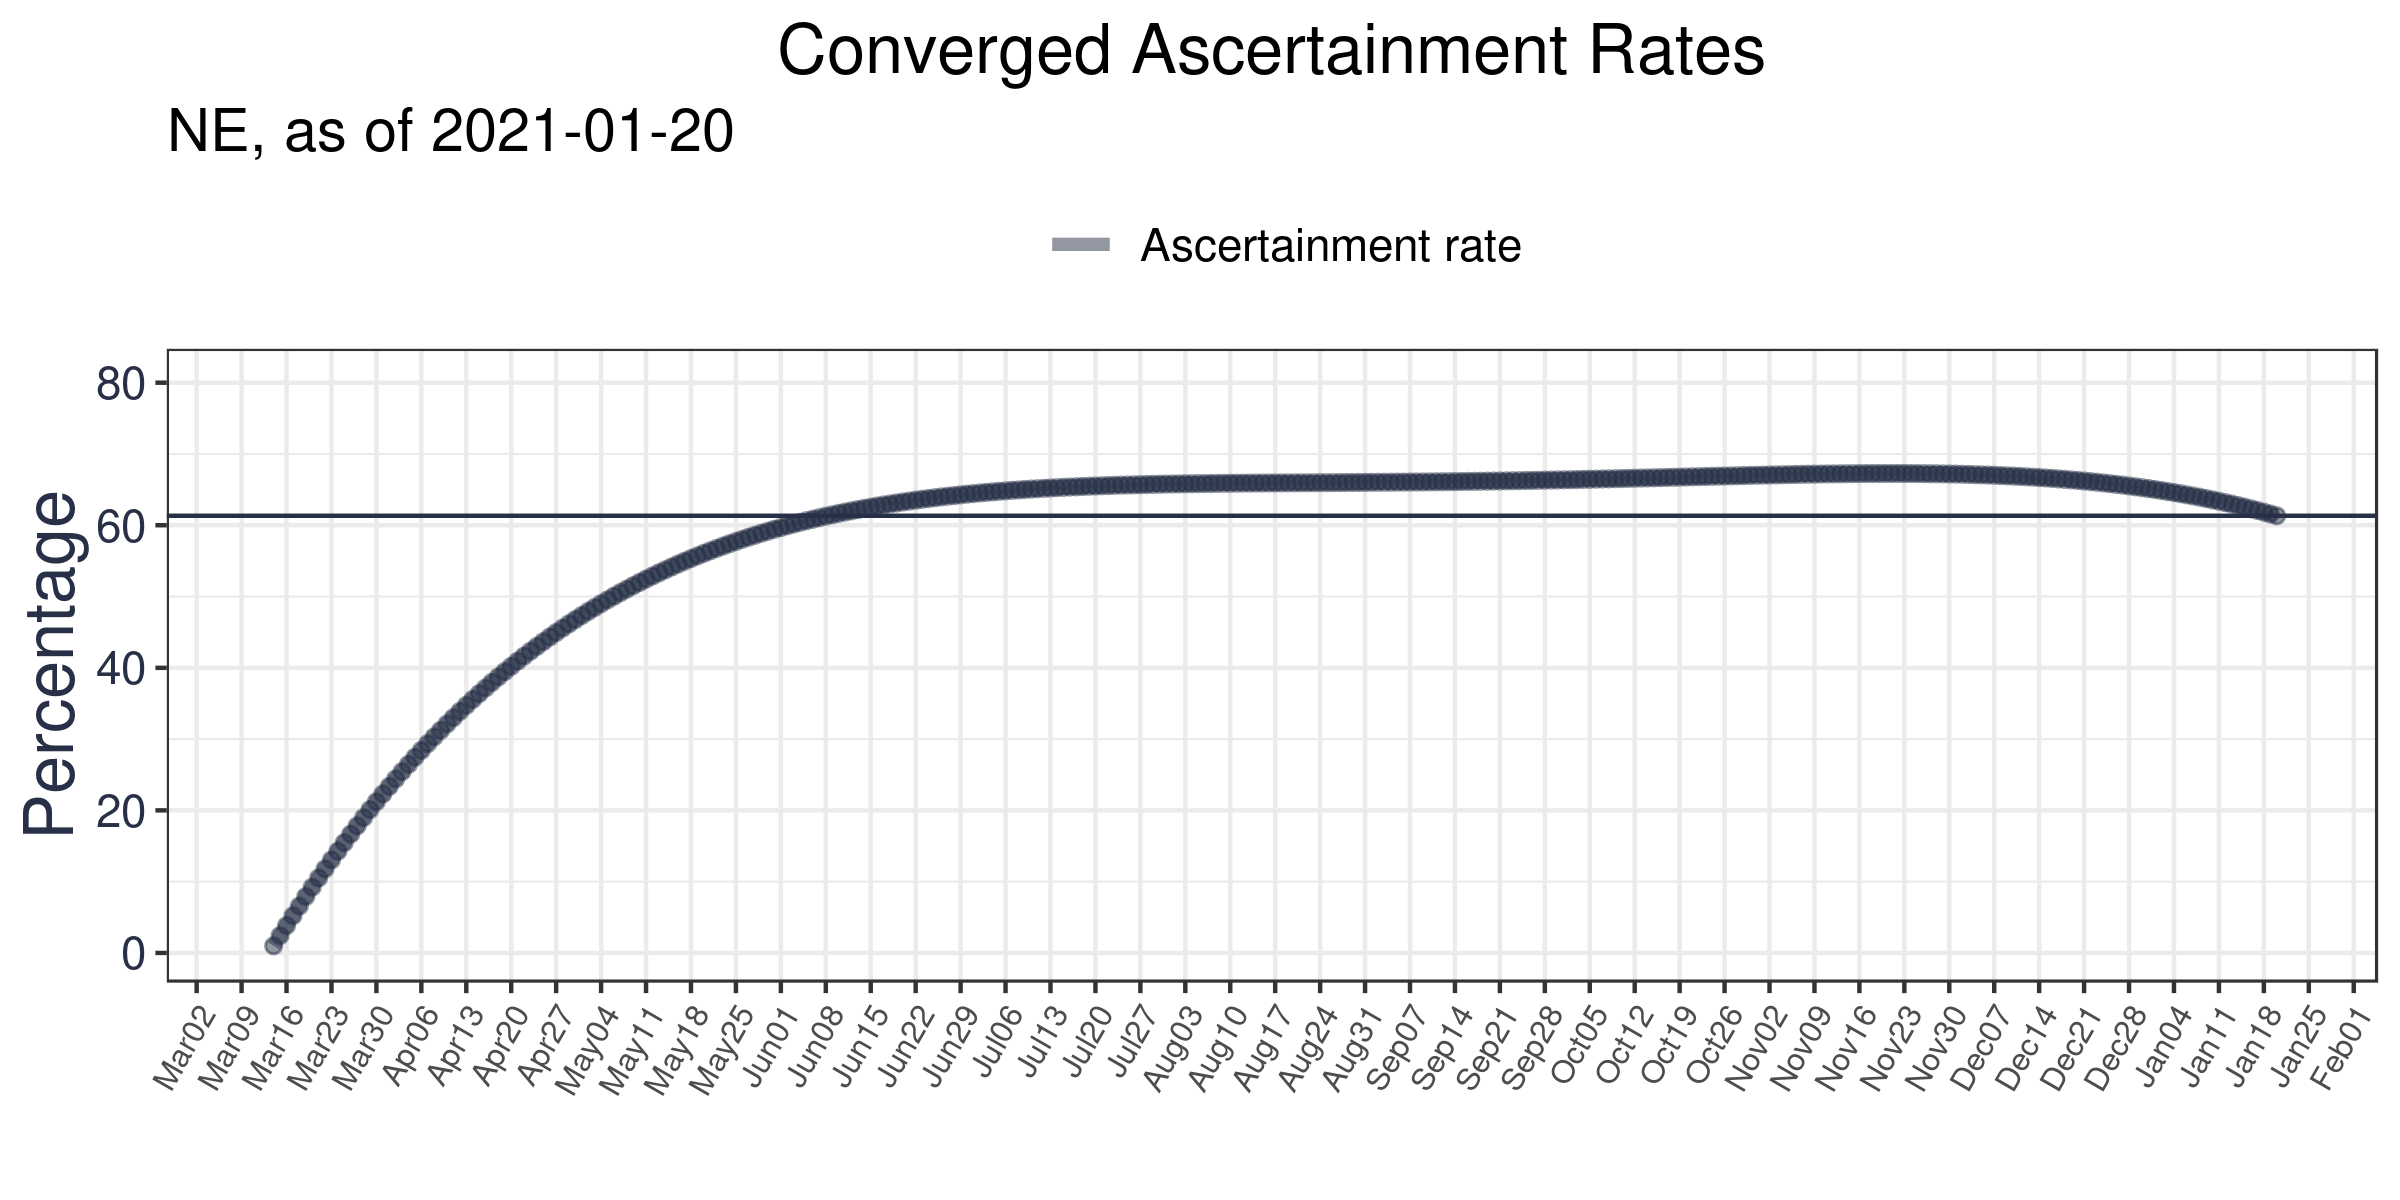 Converged Ascertainment Rates
NE, as of 2021-01-20
Ascertainment rate
Percentage
80
60
40
20
0
Mar02
Mar09
Mar16
Mar23
Mar30
Apr06
Apr13
Apr20
Apr27
May04
May11
May18
May25
Jun01
Jun08
Jun15
Jun22
Jun29
Jul06
Jul13
Jul20
Jul27
Aug03
Aug10
Aug17
Aug24
Aug31
Sep07
Sep14
Sep21
Sep28
Oct05
Oct12
Oct19
Oct26
Nov02
Nov09
Nov16
Nov23
Nov30
Dec07
Dec14
Dec21
Dec28
Jan04
Jan11
Jan18
Jan25
Feb01